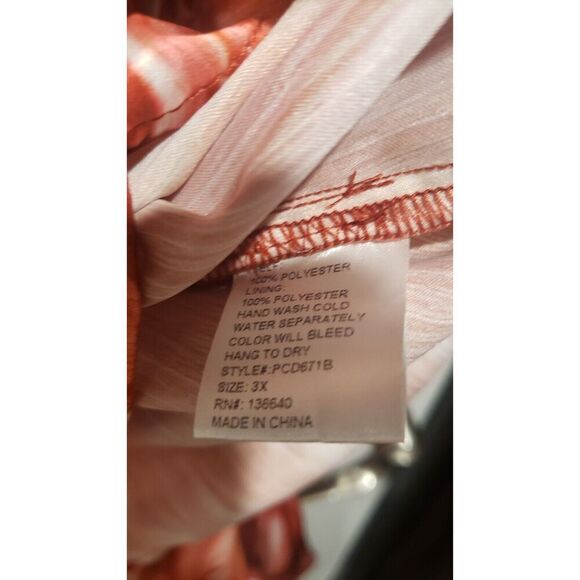 100% POLYESTER
LINING:
100% POLYESTER
HAND WASH COLD
WATER SEPARATELY
COLOR WILL BLEED
HANG TO DRY
STYLE#:PCD671B
SIZE: 3X
RN#: 136640
MADE IN CHINA